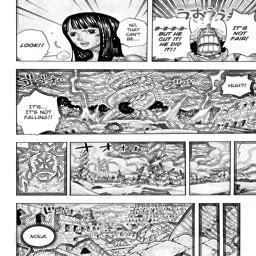 IT'S
NOT
FAIR!
B-B-B-B-
BUT HE
CUT IT!
HE DID
IT!!
NO,
THAT
CAN'T
BE...
LOOK!!
HUH?!
IT'S...
IT'S NOT
FALLING!!
NOLA.